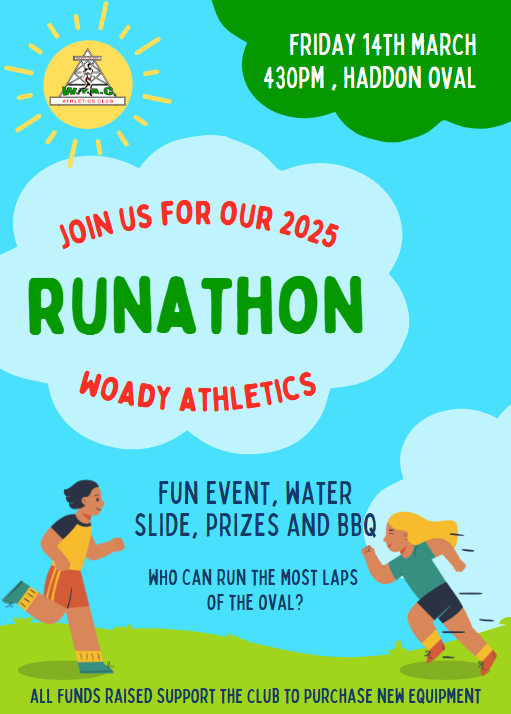 FRIDAY 14TH MARCH
430PM , HADDON OVAL
W.T.A.C.
ATHLETICS CLUB
JOIN US FOR OUR 2025
RUNATHON
WOADY ATHLETICS
FUN EVENT, WATER
SLIDE, PRIZES AND BBQ
WHO CAN RUN THE MOST LAPS
OF THE OVAL?
ALL FUNDS RAISED SUPPORT THE CLUB TO PURCHASE NEW EQUIPMENT